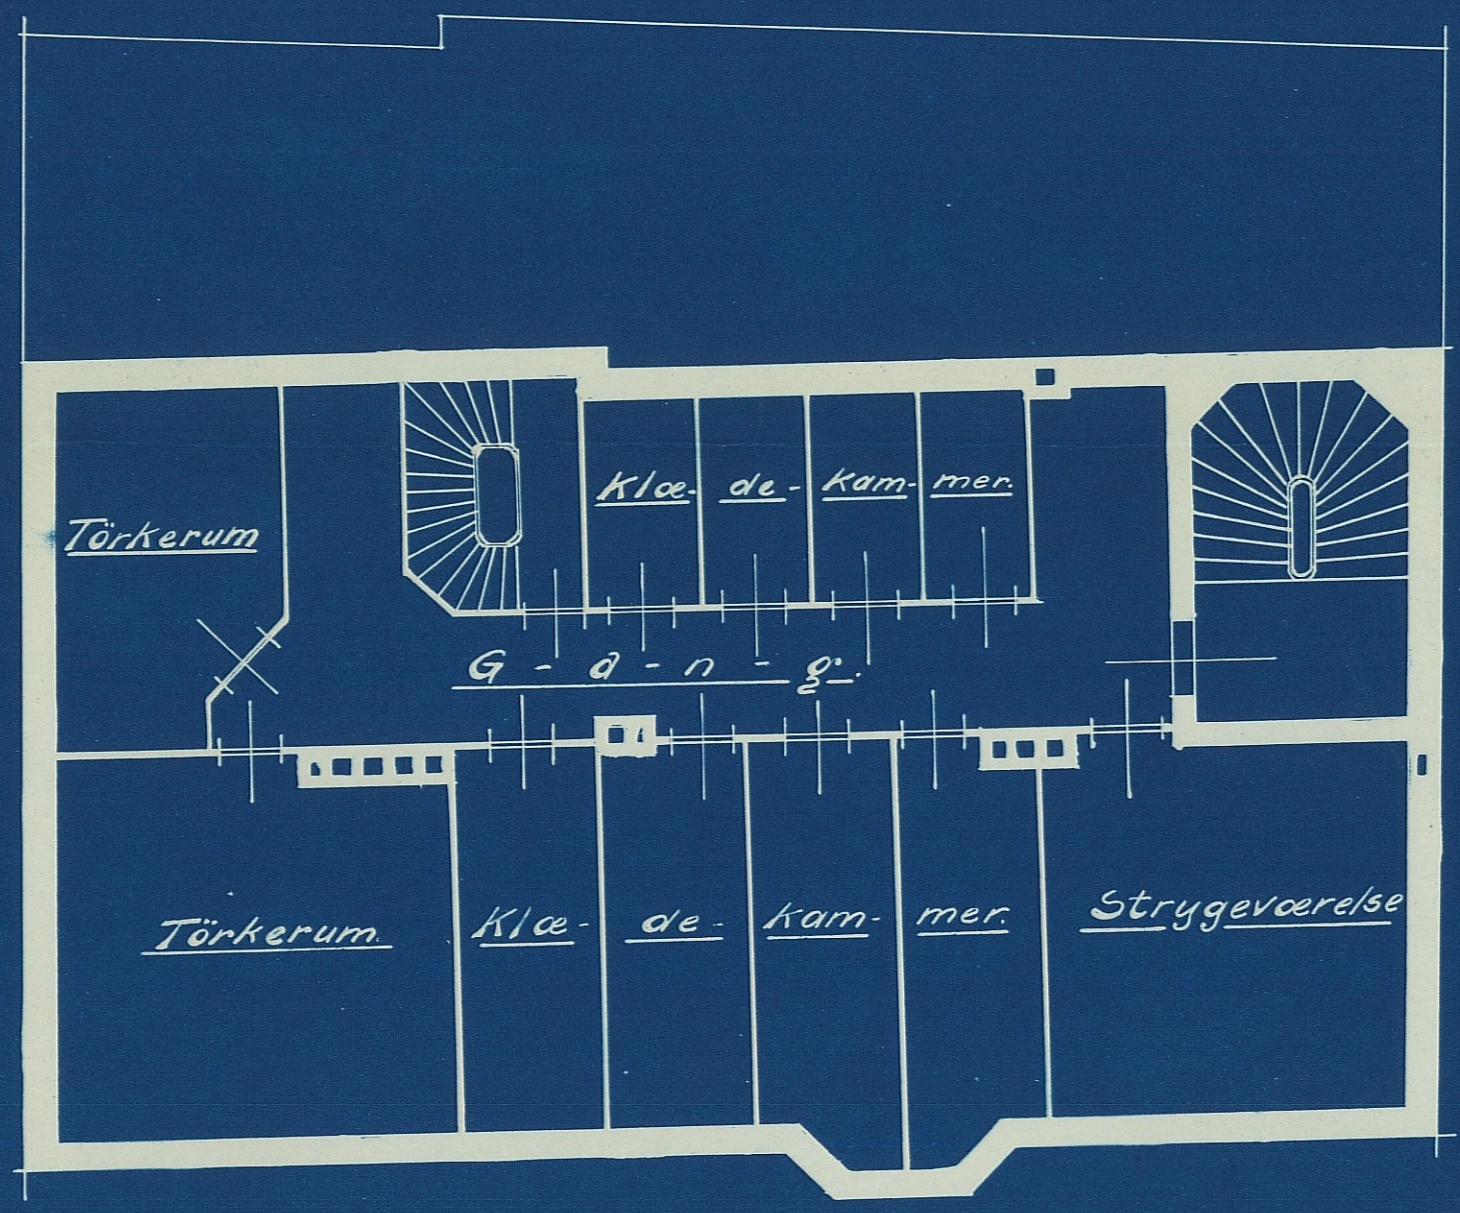 Klæ- de- kam- mer.
Törkerum
G - a - n - g.
Törkerum.
Klæ- de- kam- mer.
Strygeværelse